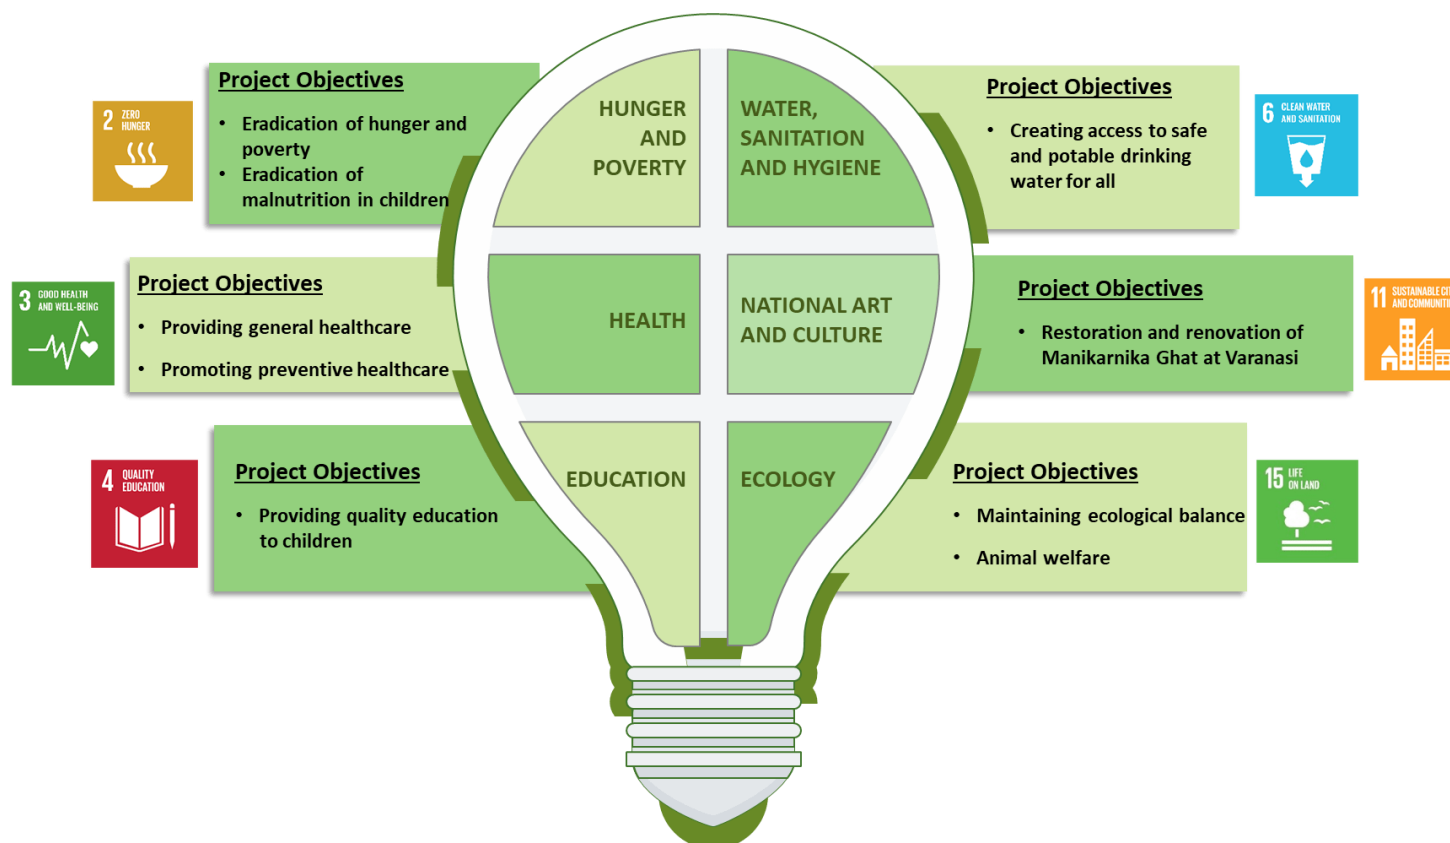 2 ZERO
HUNGER
Project Objectives
• Eradication of hunger and
poverty
• Eradication of
malnutrition in children
HUNGER
AND
POVERTY
WATER,
SANITATION
AND HYGIENE
Project Objectives
• Creating access to safe
and potable drinking
water for all
6 CLEAN WATER
AND SANITATION
3 GOOD HEALTH
AND WELL-BEING
Project Objectives
• Providing general healthcare
• Promoting preventive healthcare
HEALTH
NATIONAL ART
AND CULTURE
Project Objectives
• Restoration and renovation of
Manikarnika Ghat at Varanasi
11 SUSTAINABLE CIT
AND COMMUNITI
4 QUALITY
EDUCATION
Project Objectives
• Providing quality education
to children
EDUCATION
ECOLOGY
Project Objectives
• Maintaining ecological balance
• Animal welfare
15 LIFE
ON LAND